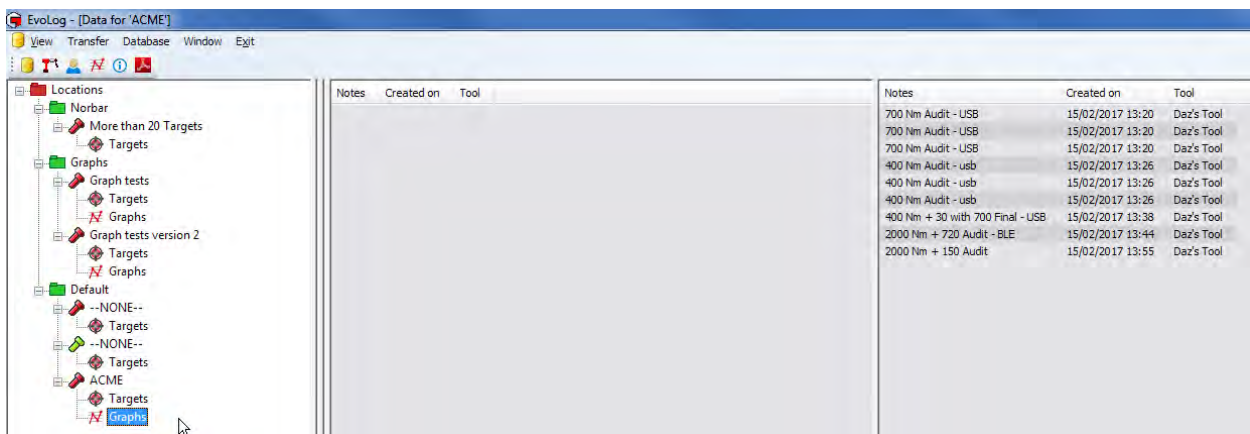 EvoLog - [Data for 'ACME']
View Transfer Database Window Exit
Locations
Norbar
More than 20 Targets
Targets
Graphs
Graph tests
Targets
Graphs
Graph tests version 2
Targets
Graphs
Default
--NONE--
Targets
--NONE--
Targets
ACME
Targets
Graphs
Notes Created on Tool
Notes Created on Tool
700 Nm Audit - USB 15/02/2017 13:20 Daz's Tool
700 Nm Audit - USB 15/02/2017 13:20 Daz's Tool
700 Nm Audit - USB 15/02/2017 13:20 Daz's Tool
400 Nm Audit - usb 15/02/2017 13:26 Daz's Tool
400 Nm Audit - usb 15/02/2017 13:26 Daz's Tool
400 Nm Audit - usb 15/02/2017 13:26 Daz's Tool
400 Nm + 30 with 700 Final - USB 15/02/2017 13:38 Daz's Tool
2000 Nm + 720 Audit - BLE 15/02/2017 13:44 Daz's Tool
2000 Nm + 150 Audit 15/02/2017 13:55 Daz's Tool